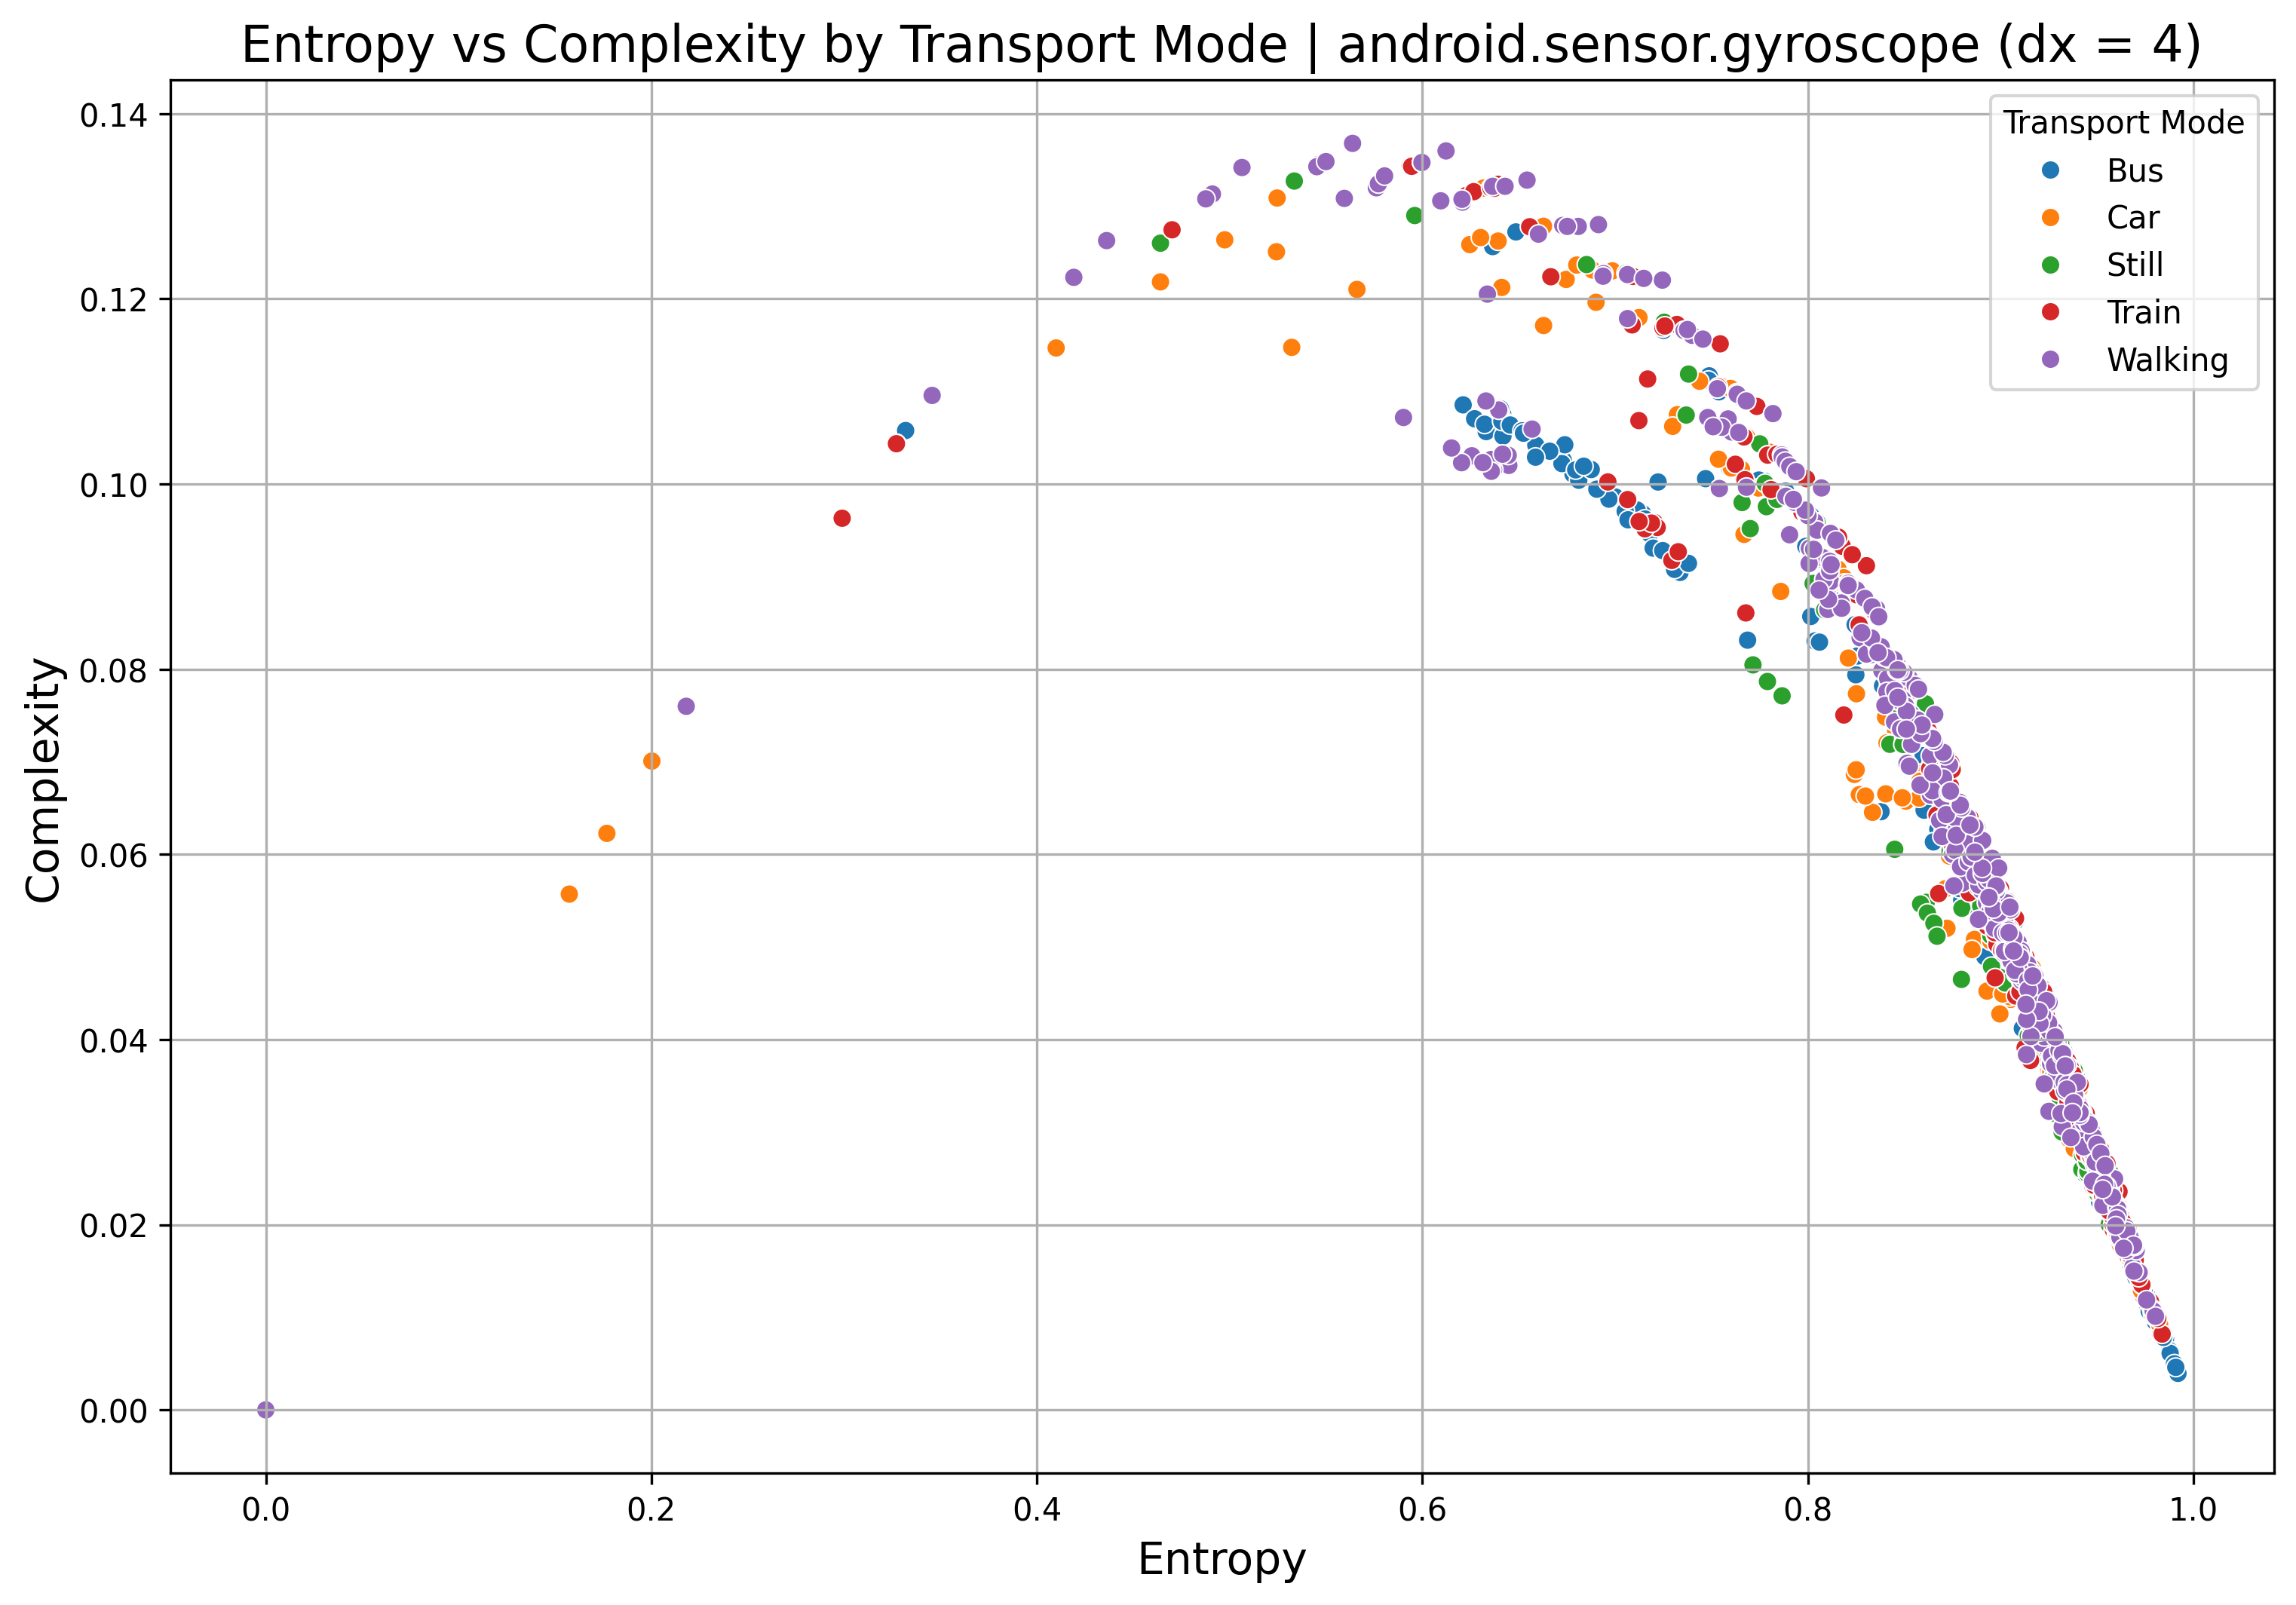 Entropy vs Complexity by Transport Mode | android.sensor.gyroscope (dx = 4)
Transport Mode
Bus
Car
Still
Train
Walking
Complexity
0.14
0.12
0.10
0.08
0.06
0.04
0.02
0.00
0.0 0.2 0.4 0.6 0.8 1.0
Entropy